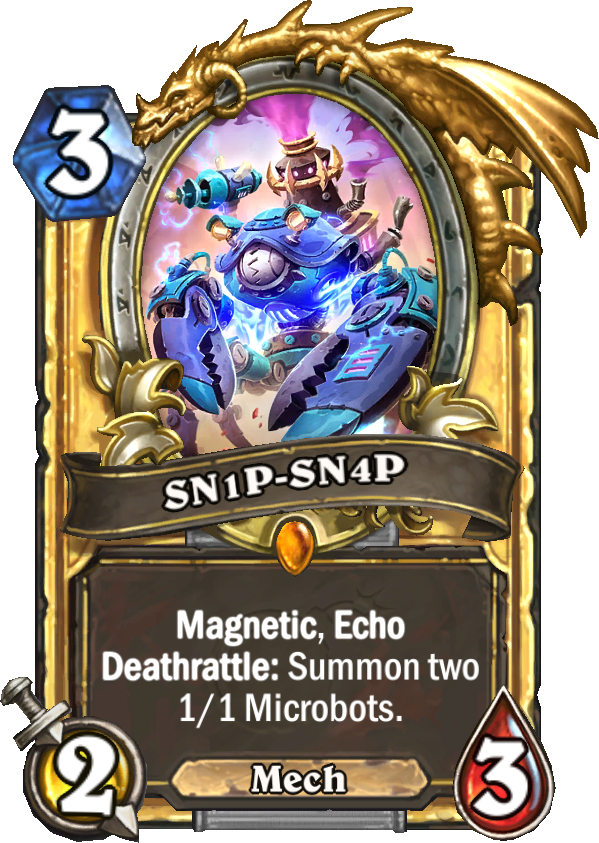 3
SN1P-SN4P
Magnetic, Echo
Deathrattle: Summon two
1/1 Microbots.
2
Mech
3